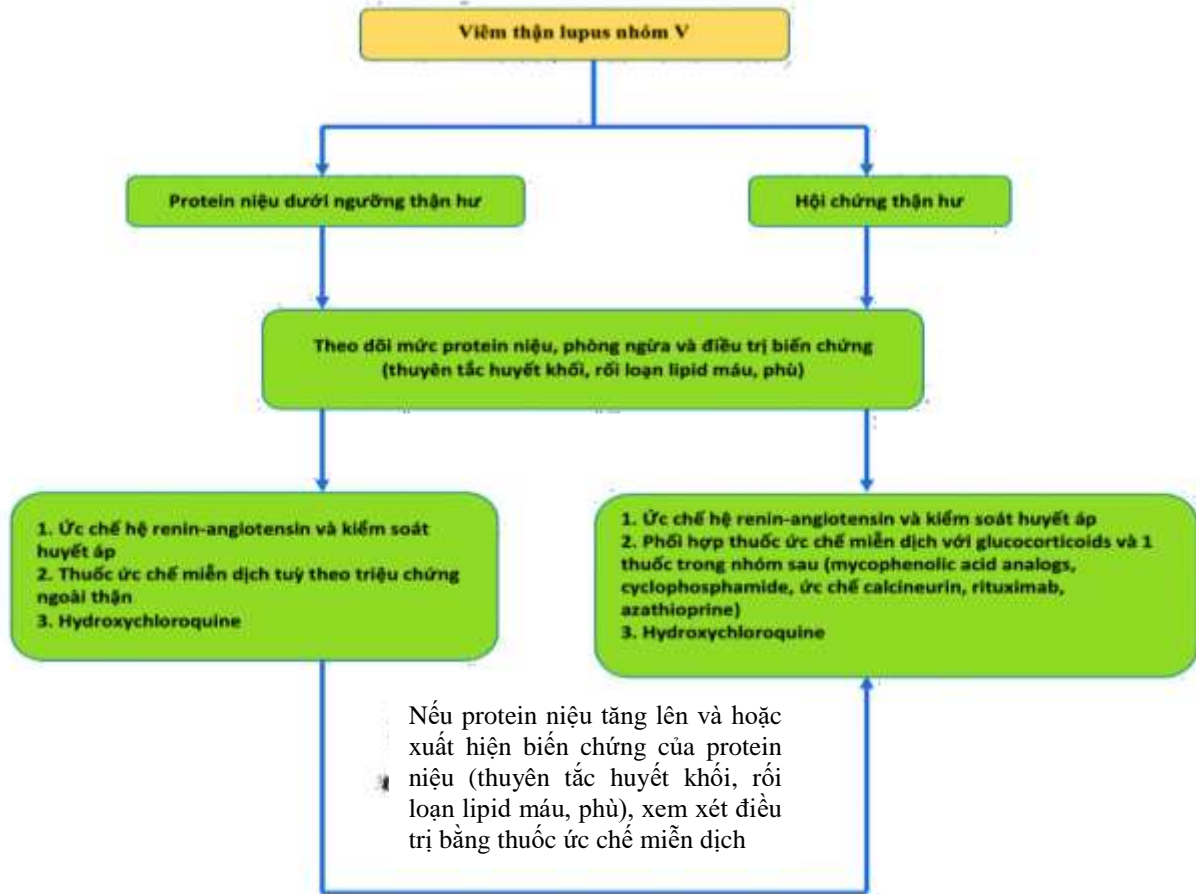 Viêm thận lupus nhóm V
Protein niệu dưới ngưỡng thận hư
Hội chứng thận hư
Theo dõi mức protein niệu, phòng ngừa và điều trị biến chứng
(thuyên tắc huyết khối, rối loạn lipid máu, phù)
1. Ức chế hệ renin-angiotensin và kiểm soát
huyết áp
2. Thuốc ức chế miễn dịch tuỳ theo triệu chứng
ngoài thận
3. Hydroxychloroquine
1. Ức chế hệ renin-angiotensin và kiểm soát huyết áp
2. Phối hợp thuốc ức chế miễn dịch với glucocorticoids và 1
thuốc trong nhóm sau (mycophenolic acid analogs,
cyclophosphamide, ức chế calcineurin, rituximab,
azathioprine)
3. Hydroxychloroquine
Nếu protein niệu tăng lên và hoặc
xuất hiện biến chứng của protein
niệu (thuyên tắc huyết khối, rối
loạn lipid máu, phù), xem xét điều
trị bằng thuốc ức chế miễn dịch